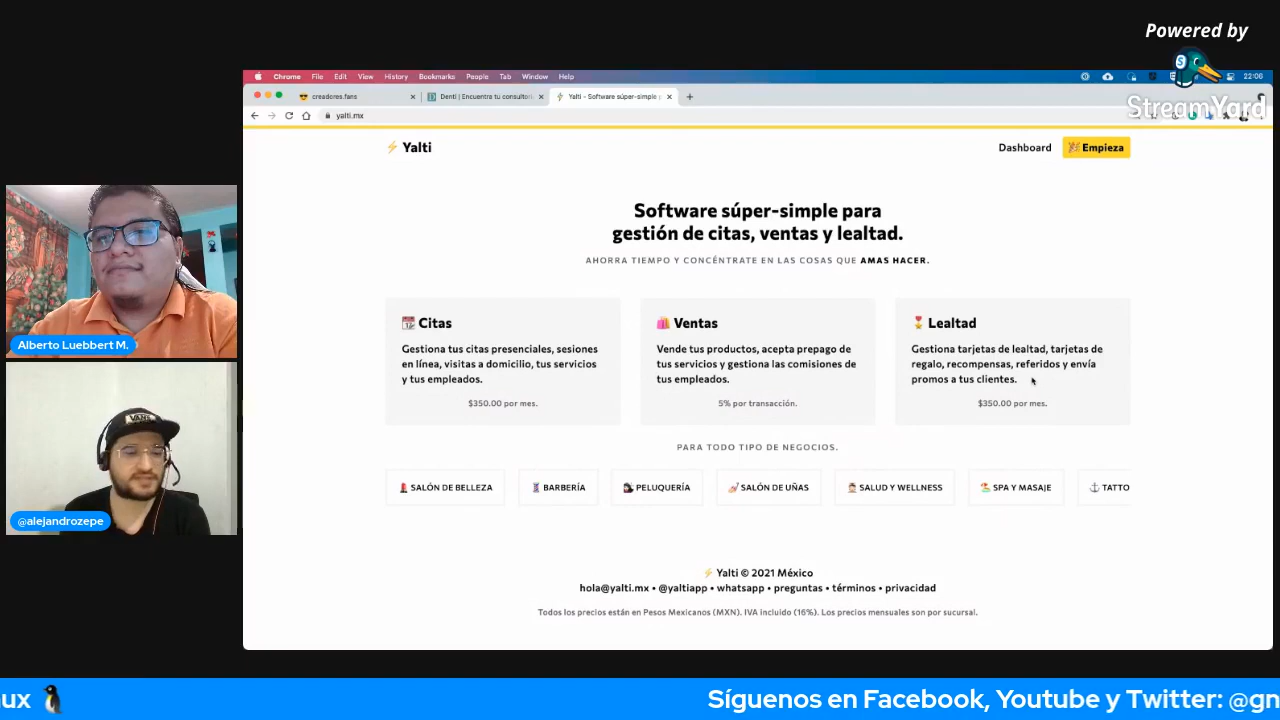 Powered by
StreamYard
Chrome File Edit View History Bookmarks People Tab Window Help
22:06
creadores.fans
Denti | Encuentra tu consultori
Yalti - Software súper-simple p
yalti.mx
⚡ Yalti
Dashboard
🎉 Empieza
Software súper-simple para
gestión de citas, ventas y lealtad.
AHORRA TIEMPO Y CONCÉNTRATE EN LAS COSAS QUE AMAS HACER.
📆 Citas
Gestiona tus citas presenciales, sesiones
en línea, visitas a domicilio, tus servicios
y tus empleados.
$350.00 por mes.
🛍️ Ventas
Vende tus productos, acepta prepago de
tus servicios y gestiona las comisiones de
tus empleados.
5% por transacción.
🎖️ Lealtad
Gestiona tarjetas de lealtad, tarjetas de
regalo, recompensas, referidos y envía
promos a tus clientes.
$350.00 por mes.
PARA TODO TIPO DE NEGOCIOS.
SALÓN DE BELLEZA
BARBERÍA
PELUQUERÍA
SALÓN DE UÑAS
SALUD Y WELLNESS
SPA Y MASAJE
TATTO
⚡ Yalti © 2021 México
hola@yalti.mx • @yaltiapp • whatsapp • preguntas • términos • privacidad
Todos los precios están en Pesos Mexicanos (MXN). IVA incluido (16%). Los precios mensuales son por sucursal.
Alberto Luebbert M.
VANS
@alejandrozepe
ux 🐧
Síguenos en Facebook, Youtube y Twitter: @gn